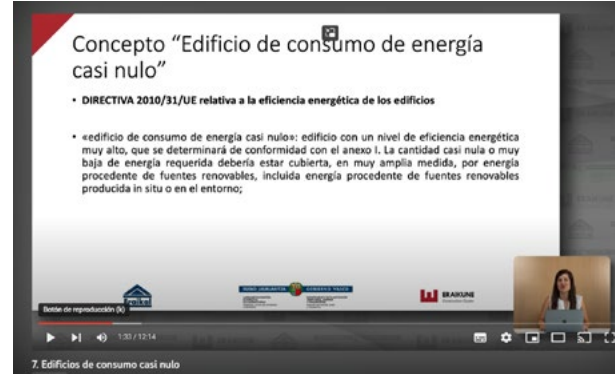 Concepto “Edificio de consumo de energía
casi nulo”
• DIRECTIVA 2010/31/UE relativa a la eficiencia energética de los edificios
• «edificio de consumo de energía casi nulo»: edificio con un nivel de eficiencia energética
muy alto, que se determinará de conformidad con el anexo I. La cantidad casi nula o muy
baja de energía requerida debería estar cubierta, en muy amplia medida, por energía
procedente de fuentes renovables, incluida energía procedente de fuentes renovables
producida in situ o en el entorno;
EUSKO JAURLARITZA GOBIERNO VASCO
BRAIKUNE
Botón de reproducción (k)
1:33 / 12:14
7. Edificios de consumo casi nulo